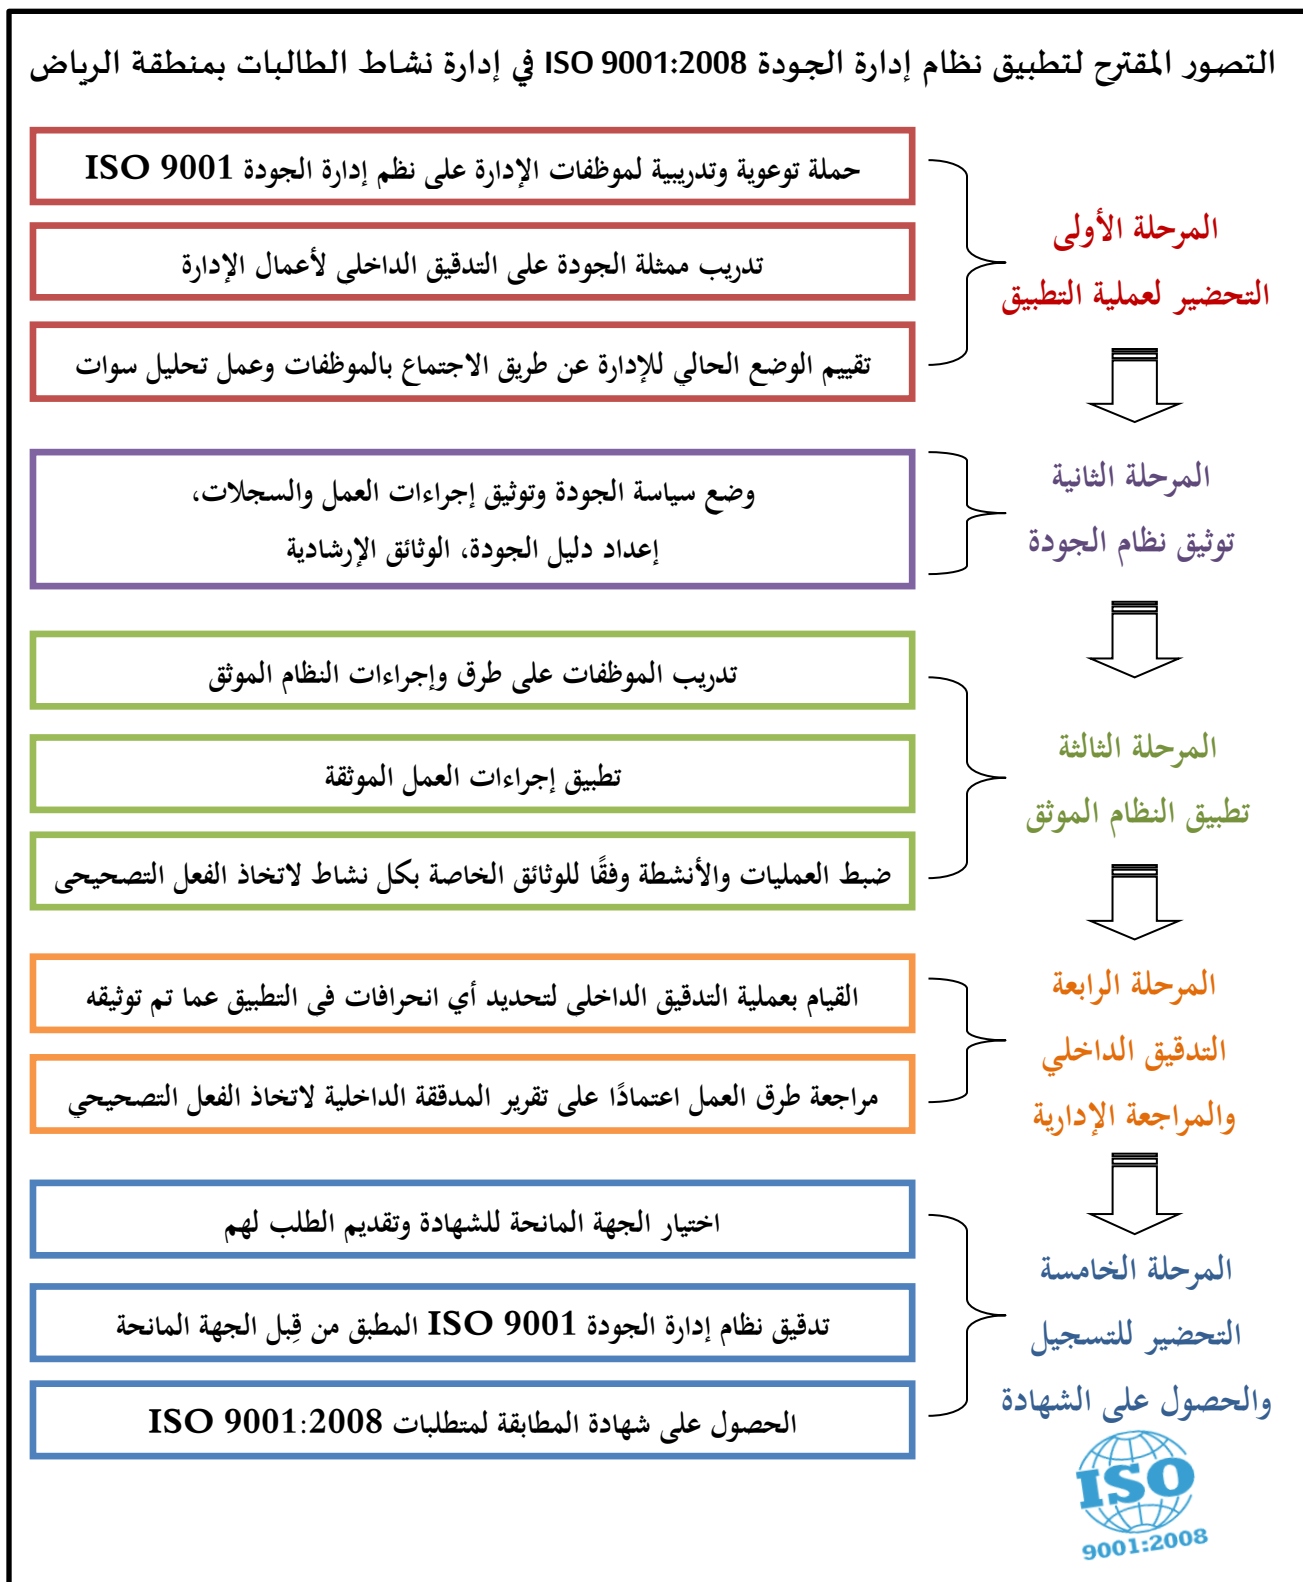 التصور المقترح لتطبيق نظام إدارة الجودة ISO 9001:2008 في إدارة نشاط الطالبات بمنطقة الرياض
المرحلة الأولى
التحضير لعملية التطبيق
حملة توعوية وتدريبية لموظفات الإدارة على نظم إدارة الجودة ISO 9001
تدريب ممثلة الجودة على التدقيق الداخلى لأعمال الإدارة
تقييم الوضع الحالي للإدارة عن طريق الاجتماع بالموظفات وعمل تحليل سوات
المرحلة الثانية
توثيق نظام الجودة
وضع سياسة الجودة وتوثيق إجراءات العمل والسجلات،
إعداد دليل الجودة، الوثائق الإرشادية
المرحلة الثالثة
تطبيق النظام الموثق
تدريب الموظفات على طرق وإجراءات النظام الموثق
تطبيق إجراءات العمل الموثقة
ضبط العمليات والأنشطة وفقًا للوثائق الخاصة بكل نشاط لاتخاذ الفعل التصحيحى
المرحلة الرابعة
التدقيق الداخلي
والمراجعة الإدارية
القيام بعملية التدقيق الداخلى لتحديد أي انحرافات فى التطبيق عما تم توثيقه
مراجعة طرق العمل اعتمادًا على تقرير المدققة الداخلية لاتخاذ الفعل التصحيحي
المرحلة الخامسة
التحضير للتسجيل
والحصول على الشهادة
اختيار الجهة المانحة للشهادة وتقديم الطلب لهم
تدقيق نظام إدارة الجودة ISO 9001 المطبق من قِبل الجهة المانحة
الحصول على شهادة المطابقة لمتطلبات ISO 9001:2008
ISO
9001:2008